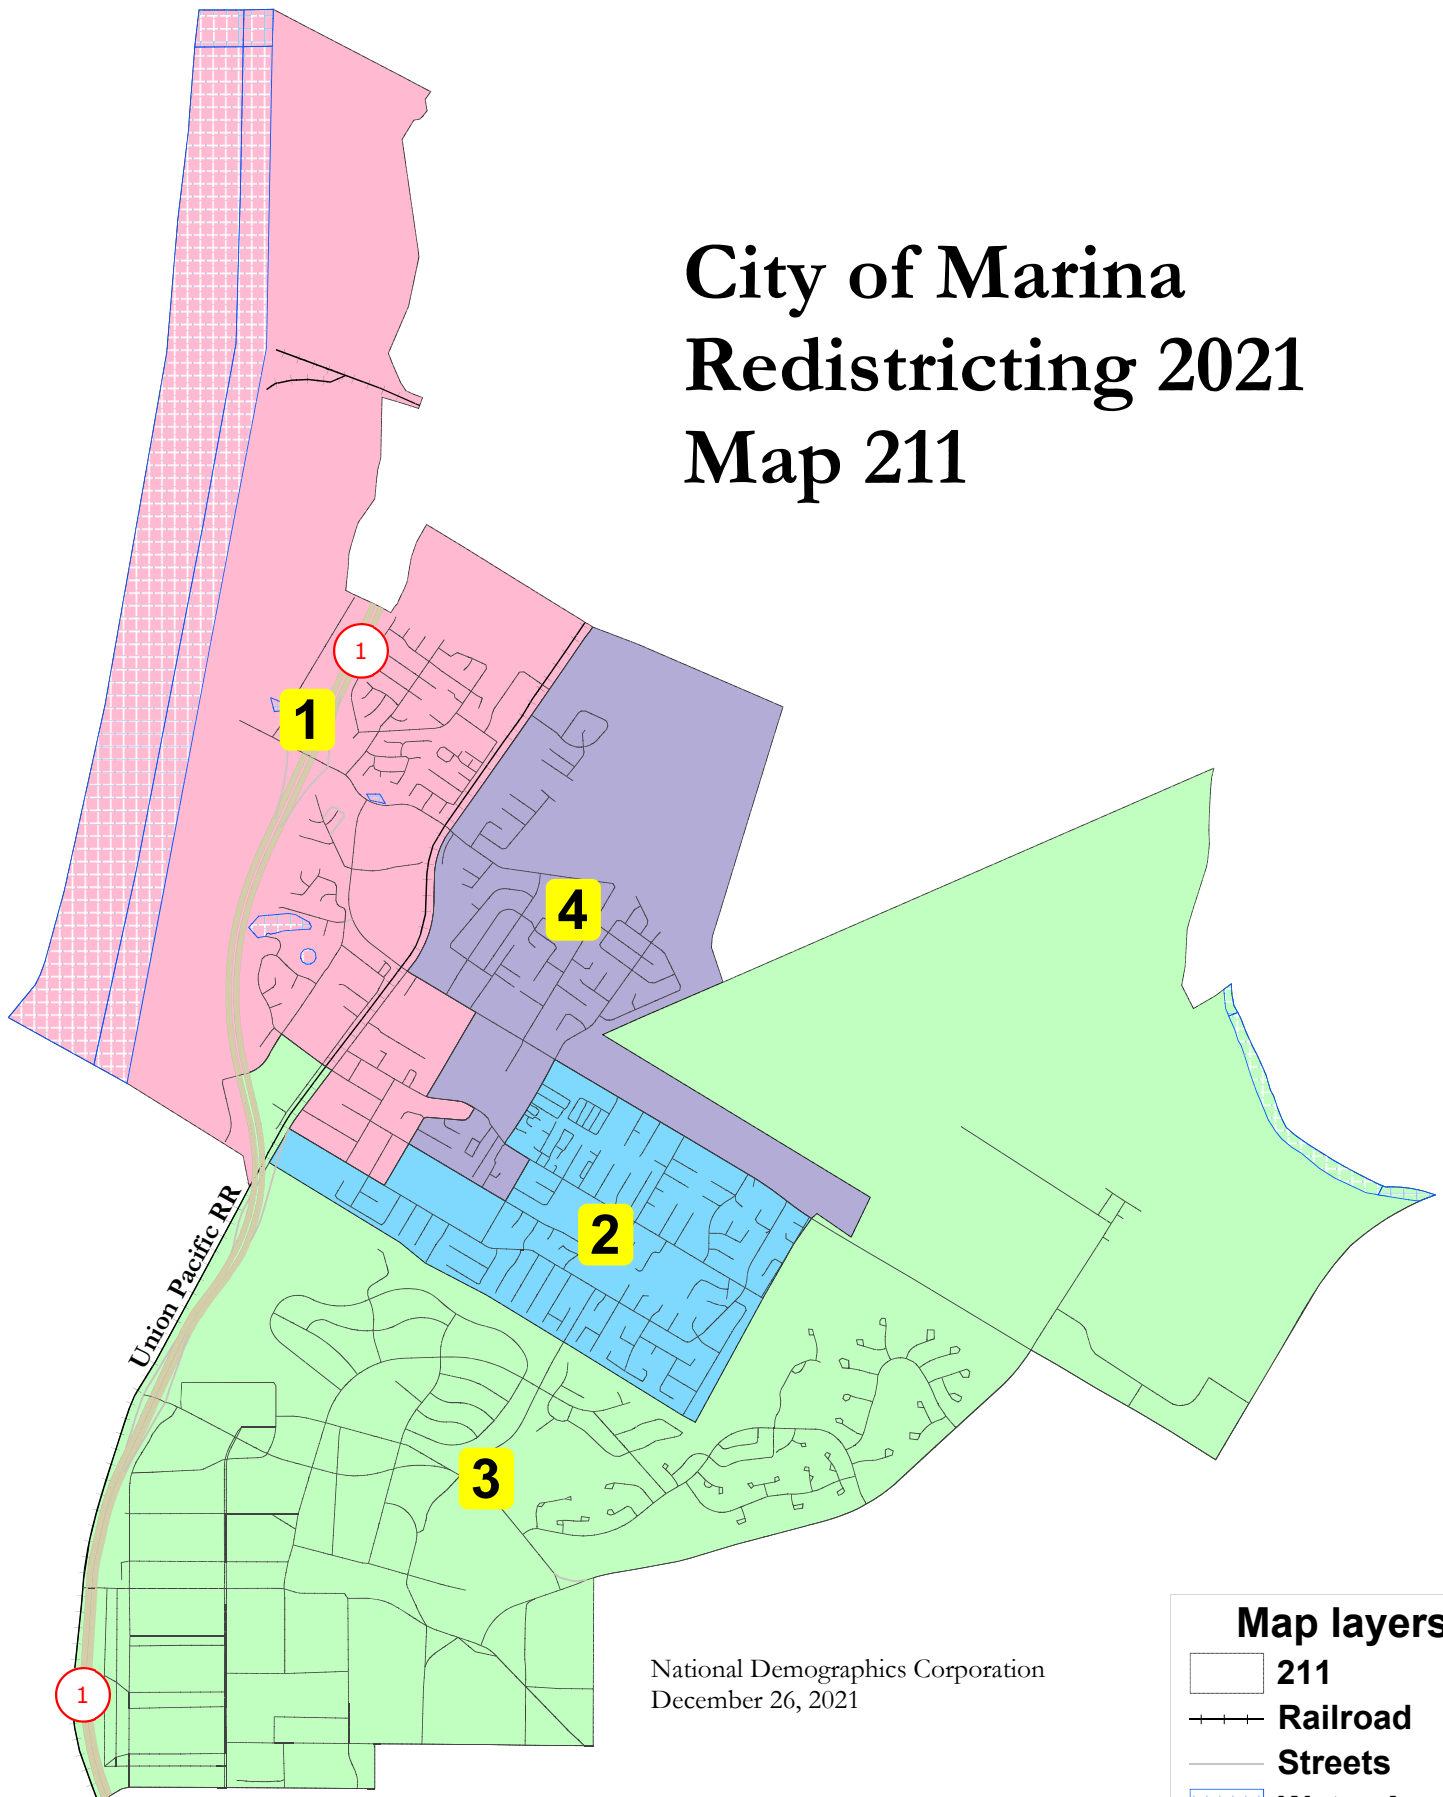 City of Marina
Redistricting 2021
Map 211
1
1
4
2
Union Pacific RR
3
National Demographics Corporation
December 26, 2021
1
Map layers
211
Railroad
Streets